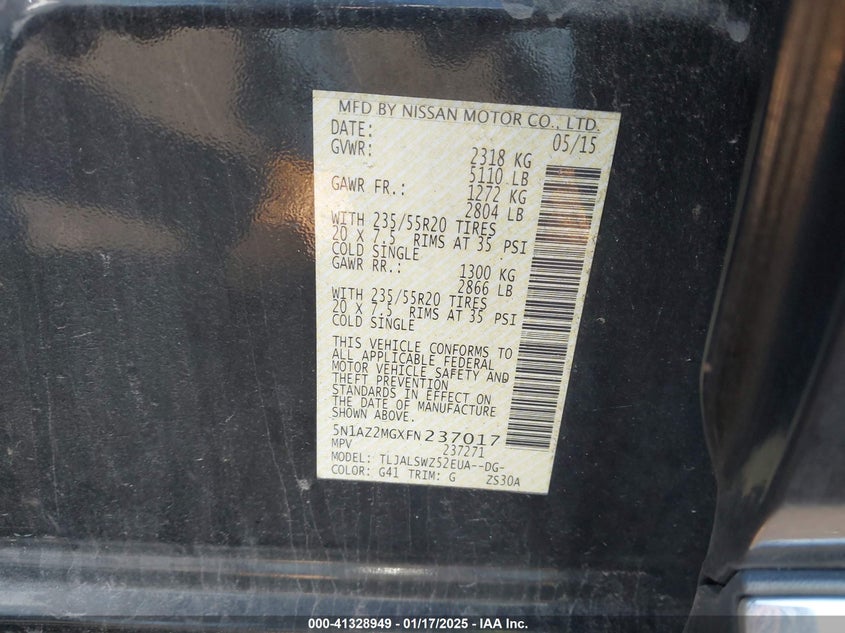 MFD BY NISSAN MOTOR CO., LTD.
DATE: 05/15
GVWR: 2318 KG
5110 LB
GAWR FR.: 1272 KG
2804 LB
WITH 235/55R20 TIRES
20 X 7.5 RIMS AT 35 PSI
COLD SINGLE
GAWR RR.: 1300 KG
2866 LB
WITH 235/55R20 TIRES
20 X 7.5 RIMS AT 35 PSI
COLD SINGLE
THIS VEHICLE CONFORMS TO
ALL APPLICABLE FEDERAL
MOTOR VEHICLE SAFETY AND
THEFT PREVENTION
STANDARDS IN EFFECT ON
THE DATE OF MANUFACTURE
SHOWN ABOVE.
5N1AZ2MGXFN237017
MPV 237271
MODEL: TLJALSWZ52EUA--DG-
COLOR: G41 TRIM: G ZS30A
000-41328949 - 01/17/2025 - IAA, Inc.